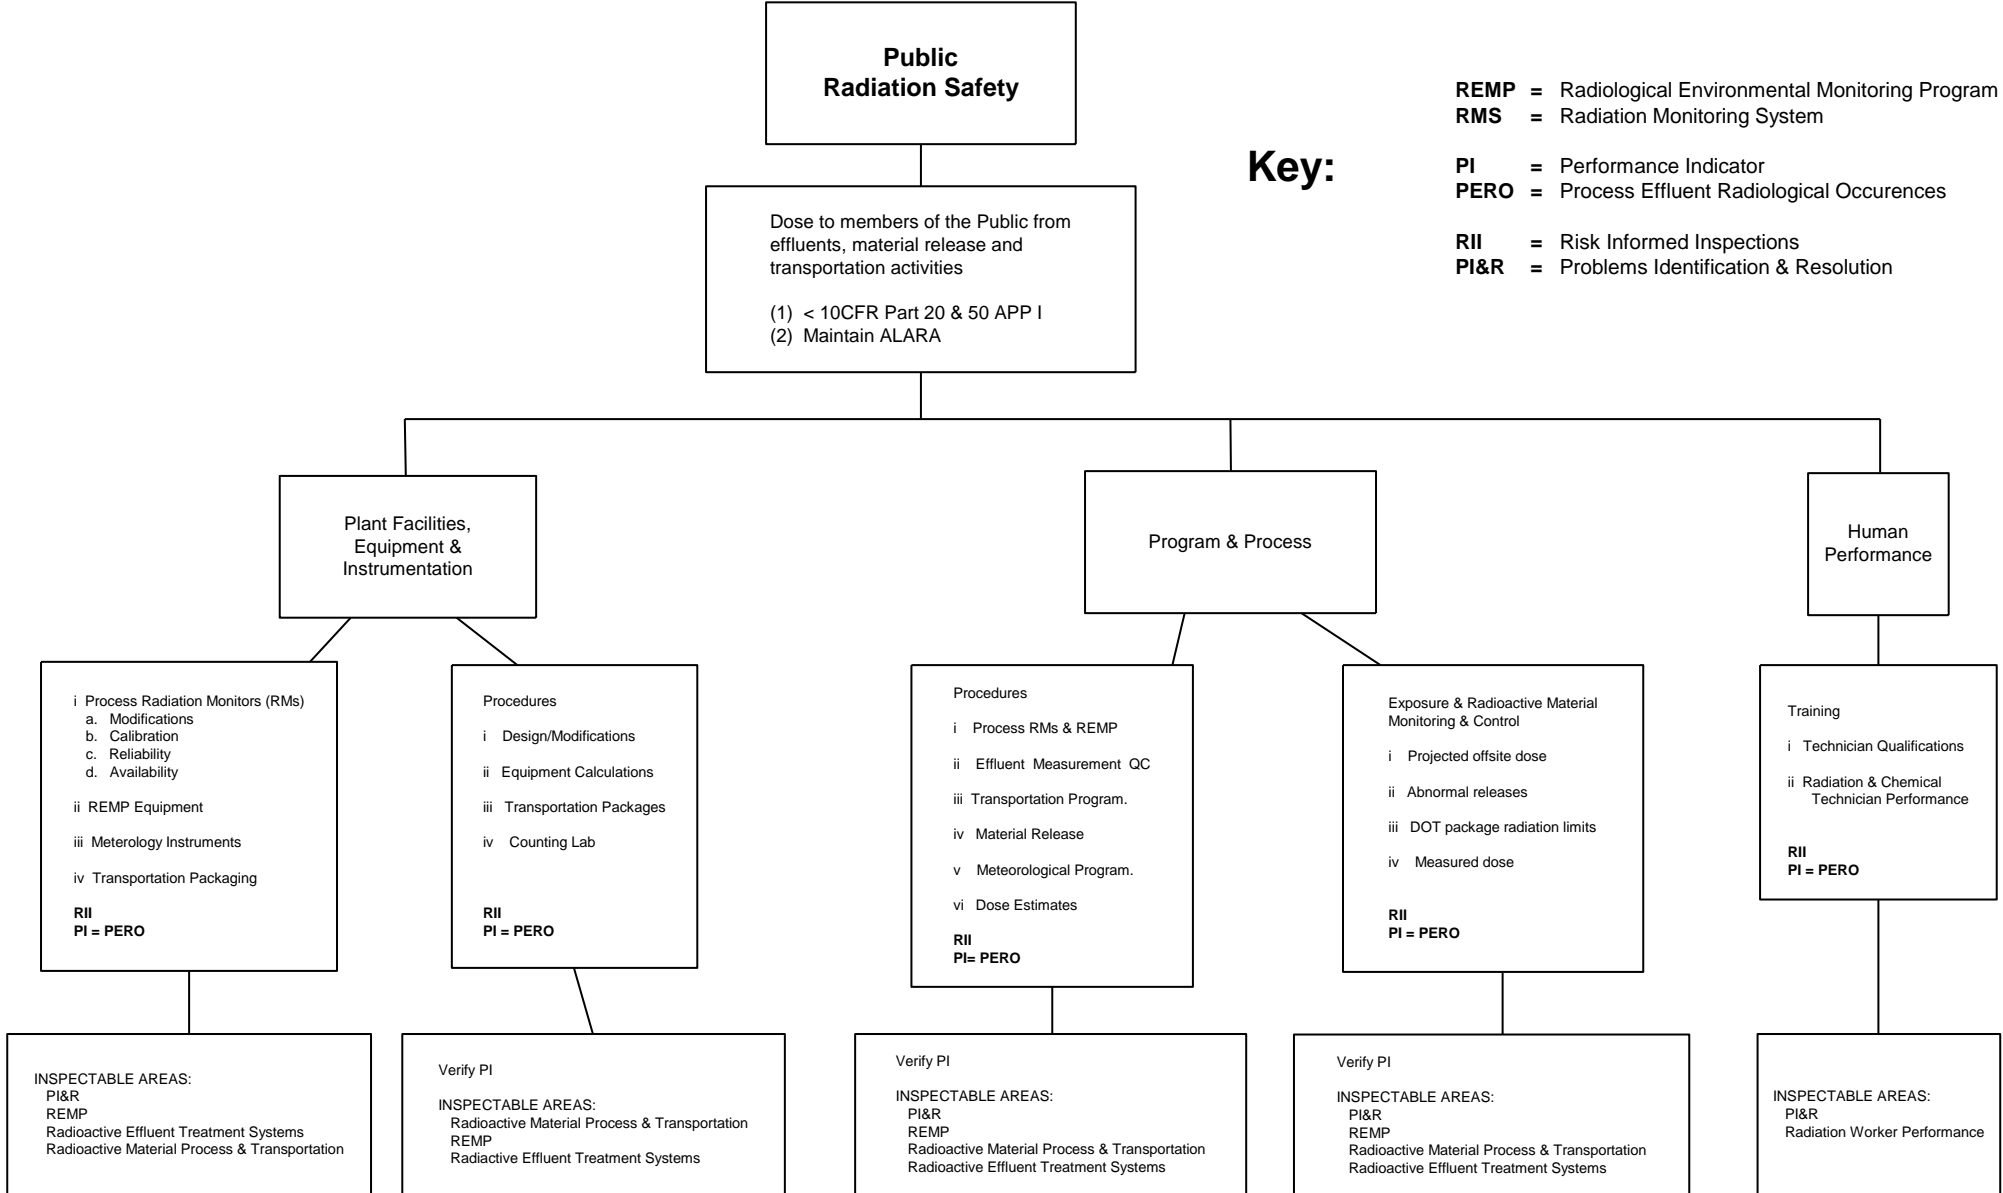 Public
Radiation Safety
REMP = Radiological Environmental Monitoring Program
RMS = Radiation Monitoring System
Key:
PI = Performance Indicator
PERO = Process Effluent Radiological Occurences
RII = Risk Informed Inspections
PI&R = Problems Identification & Resolution
Dose to members of the Public from
effluents, material release and
transportation activities
(1) < 10CFR Part 20 & 50 APP I
(2) Maintain ALARA
Plant Facilities,
Equipment &
Instrumentation
Program & Process
Human
Performance
i Process Radiation Monitors (RMs)
a. Modifications
b. Calibration
c. Reliability
d. Availability
ii REMP Equipment
iii Meterology Instruments
iv Transportation Packaging
RII
PI = PERO
Procedures
i Design/Modifications
ii Equipment Calculations
iii Transportation Packages
iv Counting Lab
RII
PI = PERO
Procedures
i Process RMs & REMP
ii Effluent Measurement QC
iii Transportation Program.
iv Material Release
v Meteorological Program.
vi Dose Estimates
RII
PI= PERO
Exposure & Radioactive Material
Monitoring & Control
i Projected offsite dose
ii Abnormal releases
iii DOT package radiation limits
iv Measured dose
RII
PI = PERO
Training
i Technician Qualifications
ii Radiation & Chemical
Technician Performance
RII
PI = PERO
INSPECTABLE AREAS:
PI&R
REMP
Radioactive Effluent Treatment Systems
Radioactive Material Process & Transportation
Verify PI
INSPECTABLE AREAS:
Radioactive Material Process & Transportation
REMP
Radiactive Effluent Treatment Systems
Verify PI
INSPECTABLE AREAS:
PI&R
REMP
Radioactive Material Process & Transportation
Radioactive Effluent Treatment Systems
Verify PI
INSPECTABLE AREAS:
PI&R
REMP
Radioactive Material Process & Transportation
Radioactive Effluent Treatment Systems
INSPECTABLE AREAS:
PI&R
Radiation Worker Performance